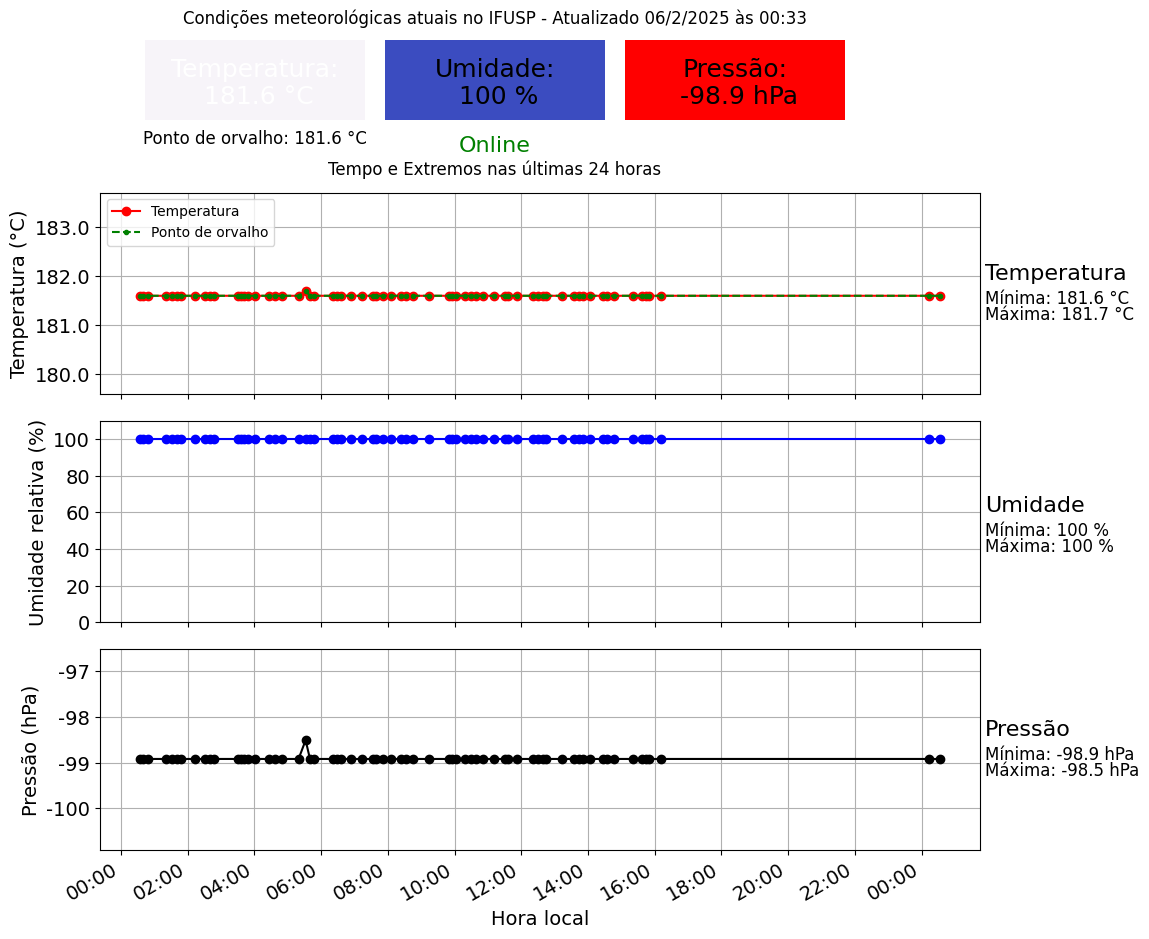 Condições meteorológicas atuais no IFUSP - Atualizado 06/2/2025 às 00:33
Temperatura:
181.6 °C
Umidade:
100 %
Pressão:
-98.9 hPa
Ponto de orvalho: 181.6 °C
Online
Tempo e Extremos nas últimas 24 horas
Temperatura (°C)
183.0
182.0
181.0
180.0
Temperatura
Ponto de orvalho
Temperatura
Mínima: 181.6 °C
Máxima: 181.7 °C
Umidade relativa (%)
100
80
60
40
20
0
Umidade
Mínima: 100 %
Máxima: 100 %
Pressão (hPa)
-97
-98
-99
-100
Pressão
Mínima: -98.9 hPa
Máxima: -98.5 hPa
00:00 02:00 04:00 06:00 08:00 10:00 12:00 14:00 16:00 18:00 20:00 22:00 00:00
Hora local